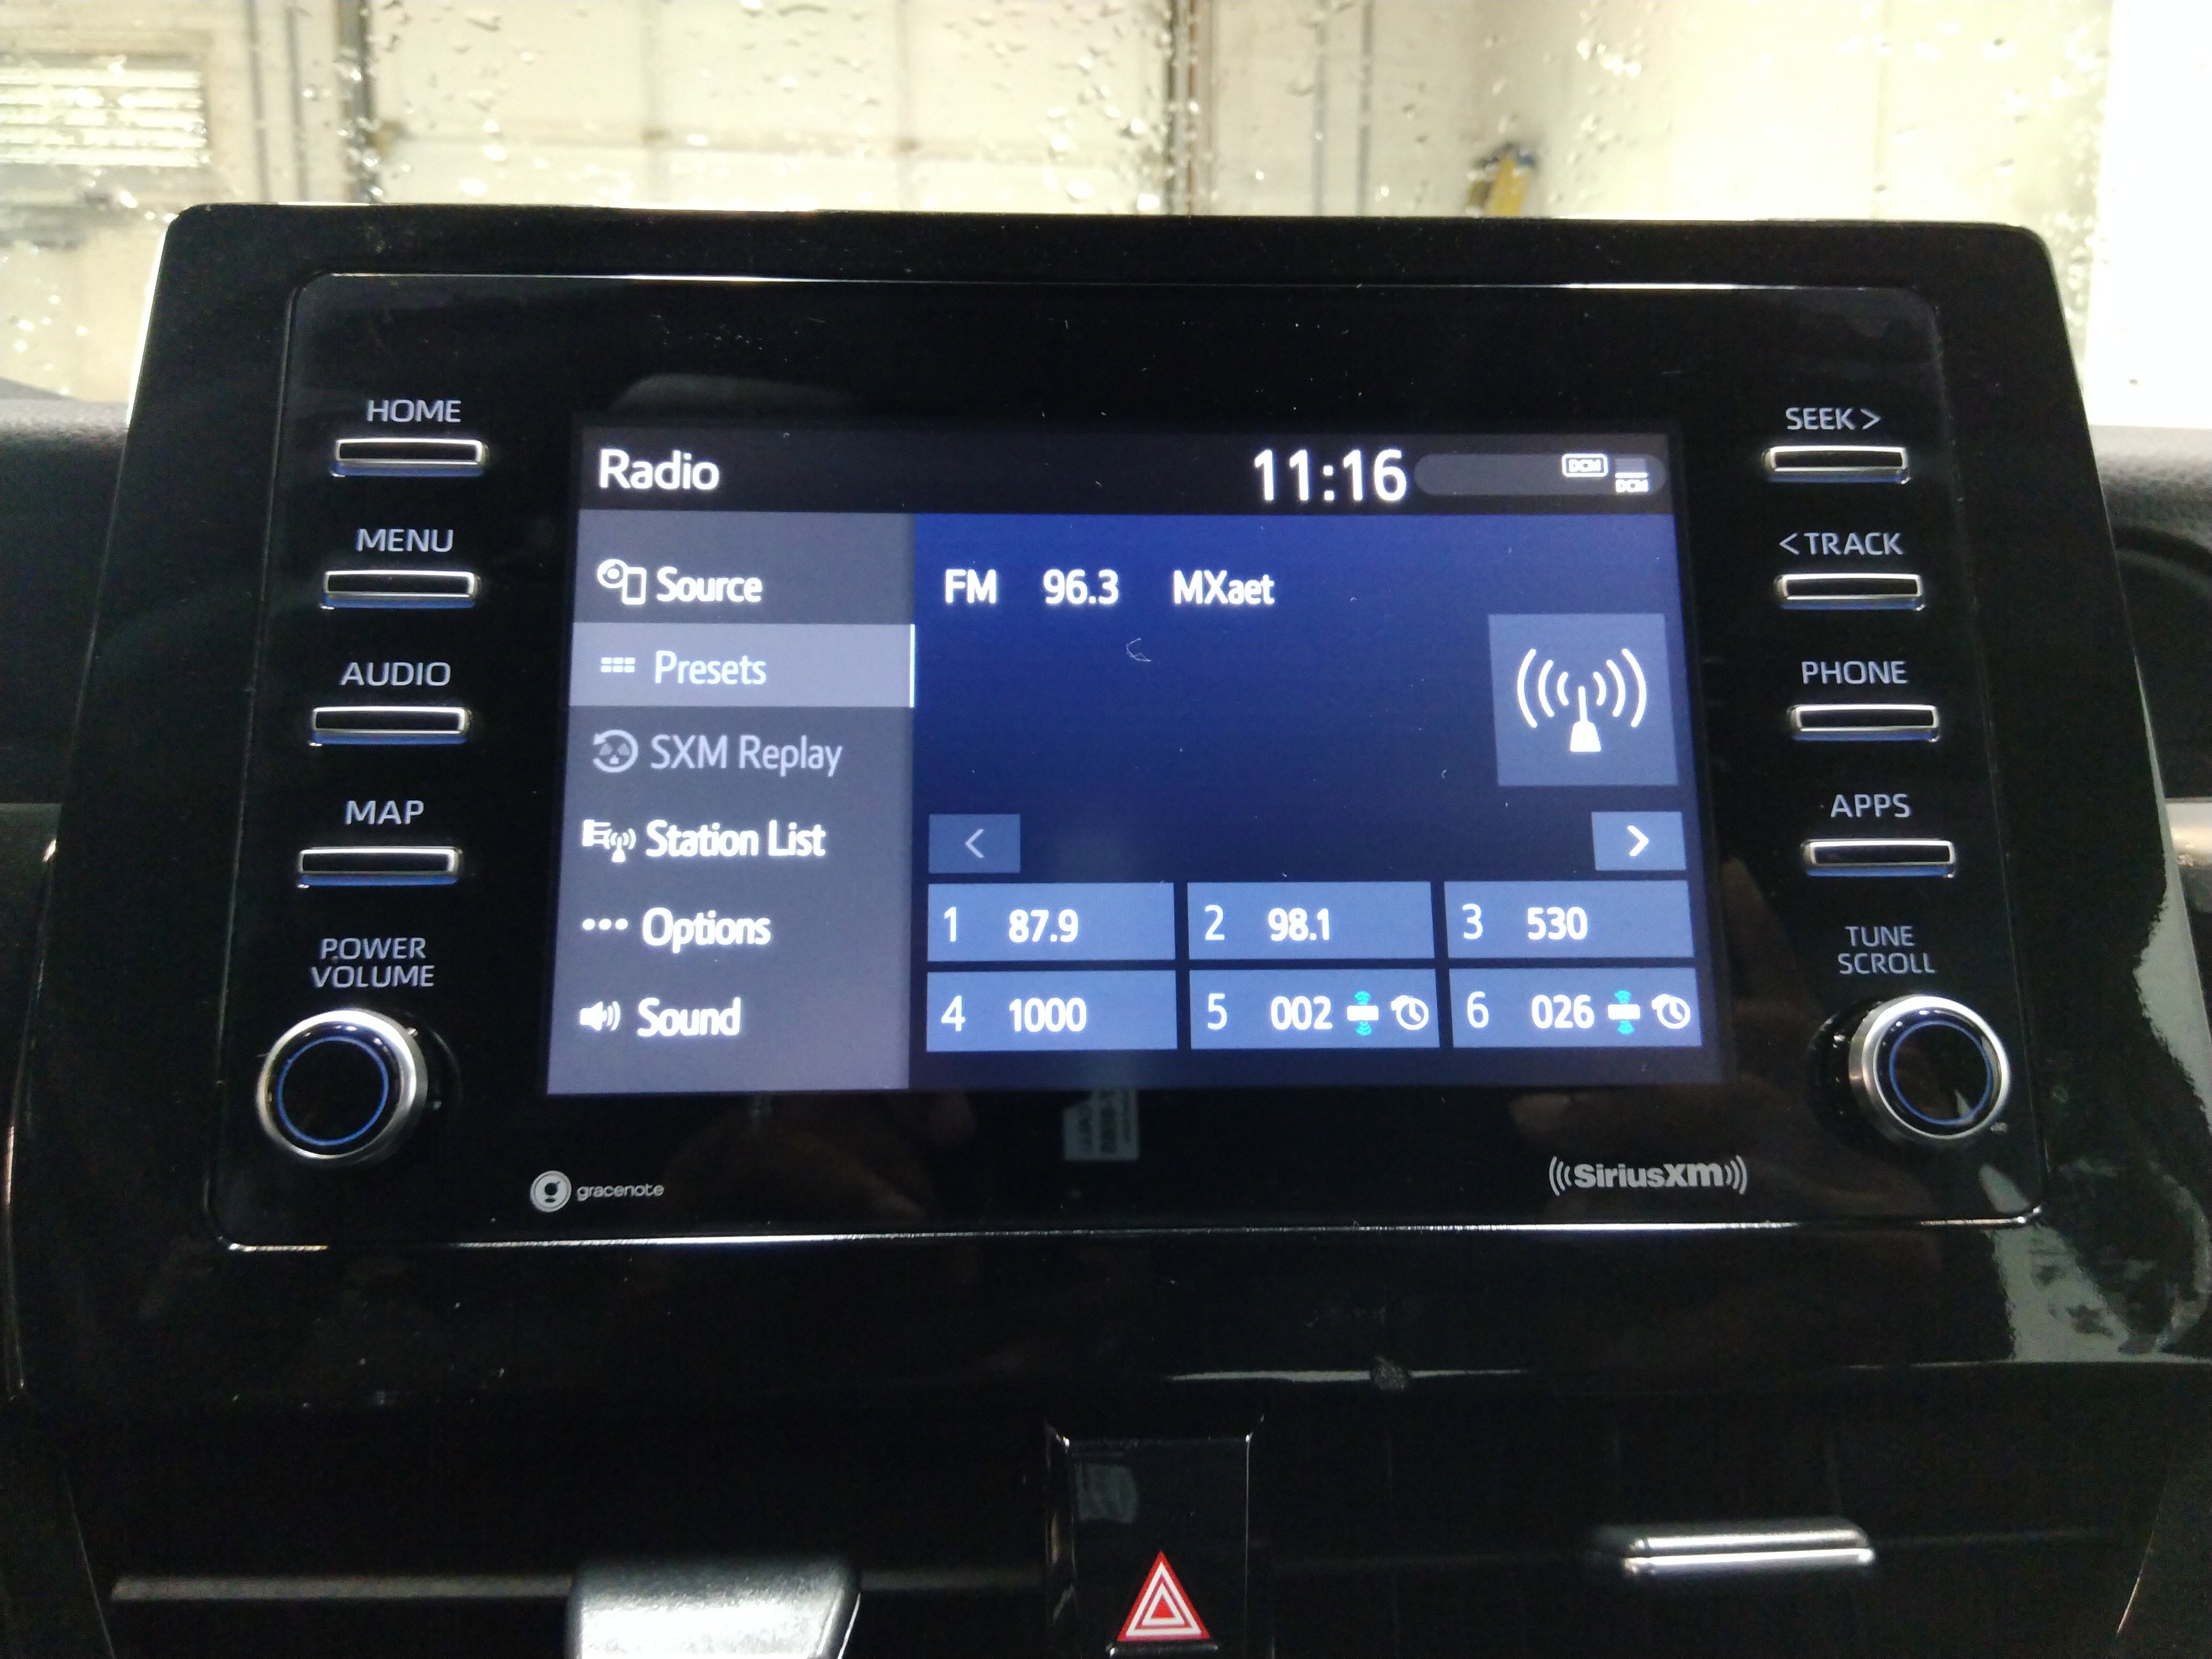 HOME
MENU
AUDIO
MAP
POWER
VOLUME
Radio 11:16 DCM DCM
Source
Presets
SXM Replay
Station List
Options
Sound
FM 96.3 MXaet
< >
1 87.9 2 98.1 3 530
4 1000 5 002 6 026
SEEK >
< TRACK
PHONE
APPS
TUNE
SCROLL
gracenote
((SiriusXM))